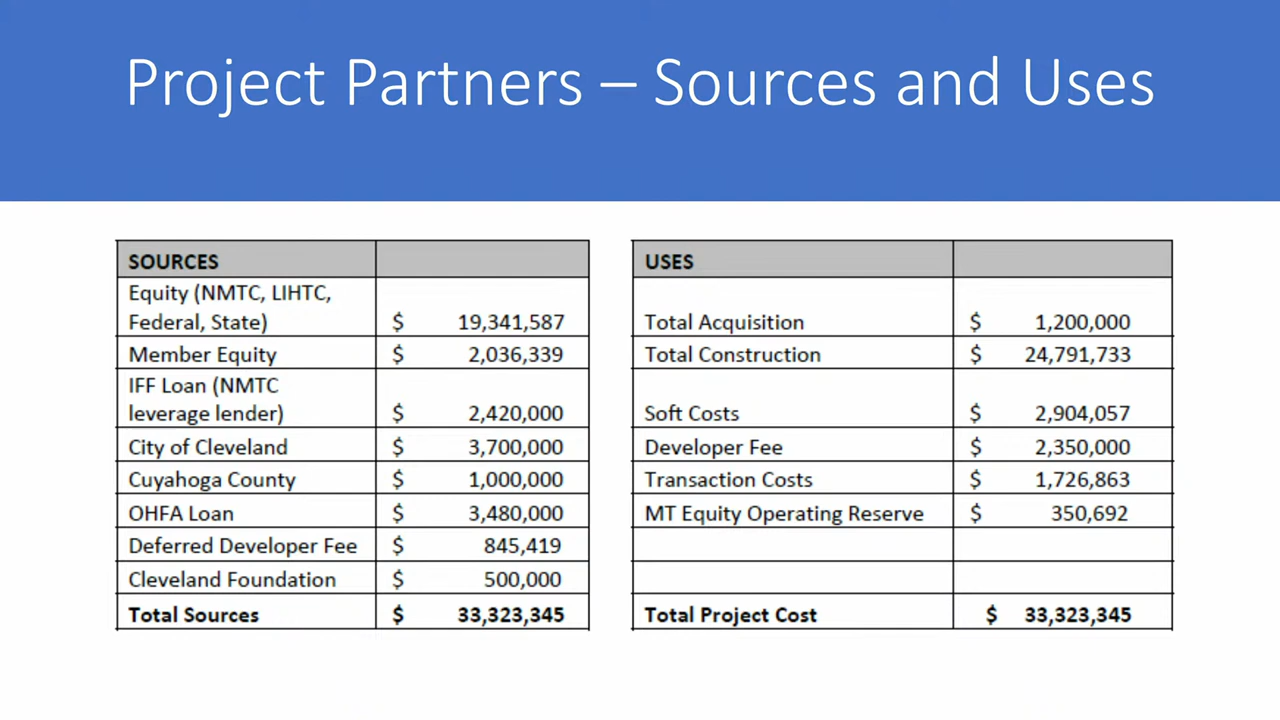 Project Partners – Sources and Uses
SOURCES
Equity (NMTC, LIHTC,
Federal, State) $ 19,341,587
Member Equity $ 2,036,339
IFF Loan (NMTC
leverage lender) $ 2,420,000
City of Cleveland $ 3,700,000
Cuyahoga County $ 1,000,000
OHFA Loan $ 3,480,000
Deferred Developer Fee $ 845,419
Cleveland Foundation $ 500,000
Total Sources $ 33,323,345
USES
Total Acquisition $ 1,200,000
Total Construction $ 24,791,733
Soft Costs $ 2,904,057
Developer Fee $ 2,350,000
Transaction Costs $ 1,726,863
MT Equity Operating Reserve $ 350,692
Total Project Cost $ 33,323,345